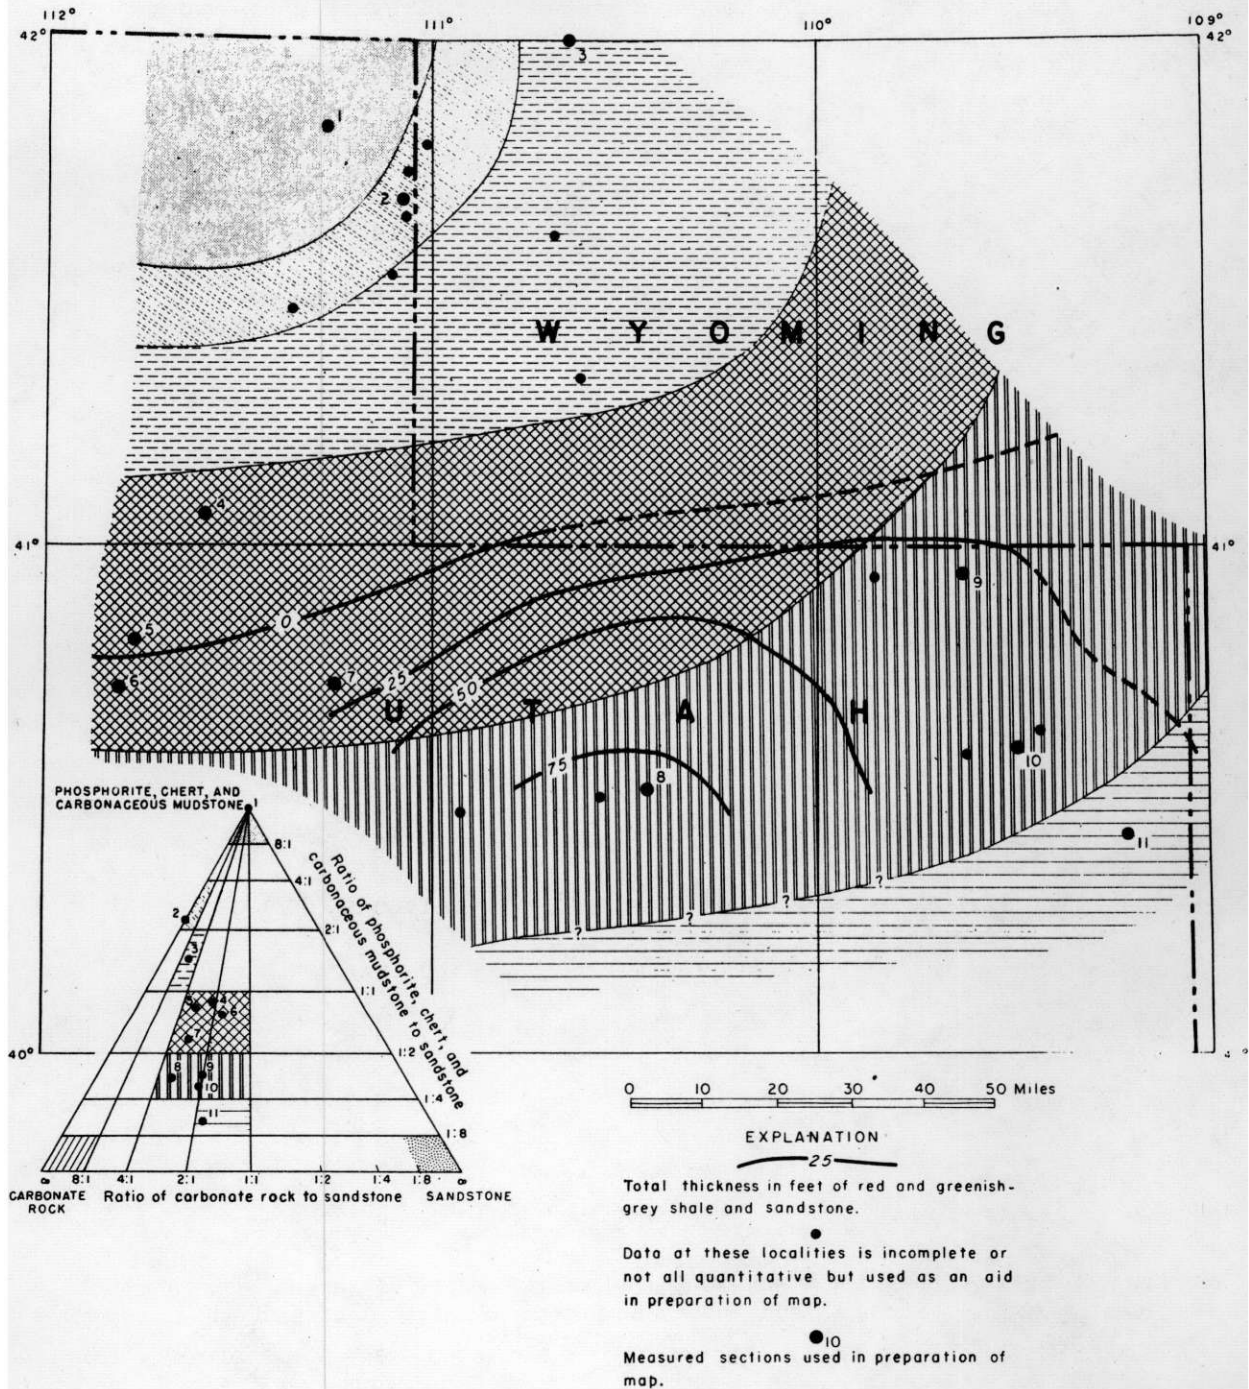 112°
111°
110°
109°
42°
42°
1
3
2
W Y O M I N G
4
41°
41°
5
0
9
6
7
25
50
U T A H
10
75
8
11
PHOSPHORITE, CHERT, AND
CARBONACEOUS MUDSTONE
1
8:1
4:1
2:1
1:1
1:2
1:4
1:8
Ratio of phosphorite, chert, and
carbonaceous mudstone to sandstone
2
3
5
4
6
7
8
9
10
11
? ? ? ?
40°
∞ 8:1 4:1 2:1 1:1 1:2 1:4 1:8 ∞
CARBONATE
ROCK
Ratio of carbonate rock to sandstone
SANDSTONE
0 10 20 30 40 50 Miles
EXPLANATION
25
Total thickness in feet of red and greenish-
grey shale and sandstone.
Data at these localities is incomplete or
not all quantitative but used as an aid
in preparation of map.
10
Measured sections used in preparation of
map.